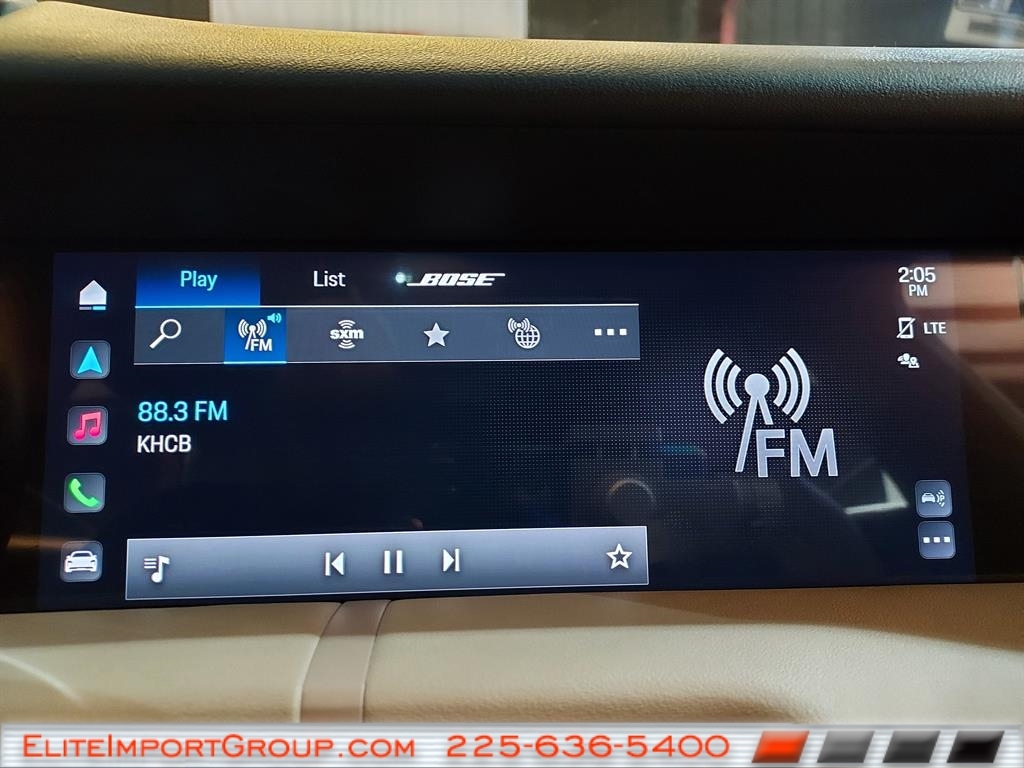 Play List BOSE 2:05
PM
FM sxm LTE
88.3 FM
KHCB
FM
P
ELITEIMPORTGROUP.COM 225-636-5400